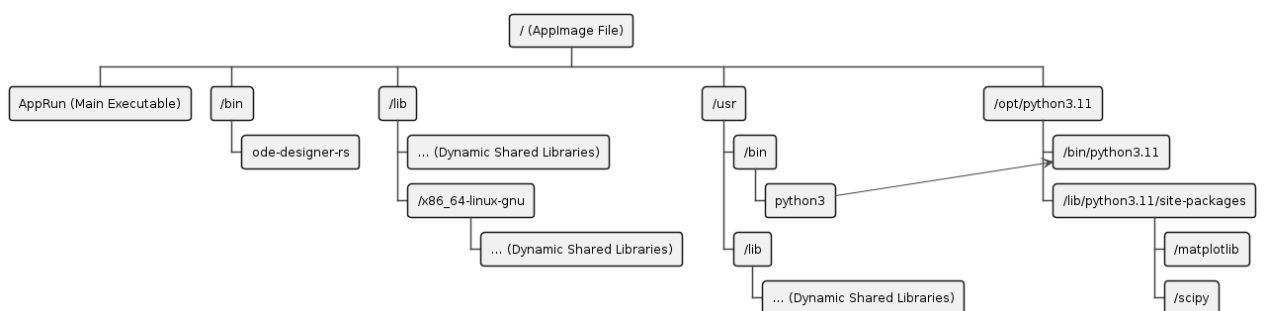 / (AppImage File)
AppRun (Main Executable)
/bin
/lib
/usr
/opt/python3.11
ode-designer-rs
... (Dynamic Shared Libraries)
/bin
/bin/python3.11
/x86_64-linux-gnu
python3
/lib/python3.11/site-packages
... (Dynamic Shared Libraries)
/lib
/matplotlib
... (Dynamic Shared Libraries)
/scipy